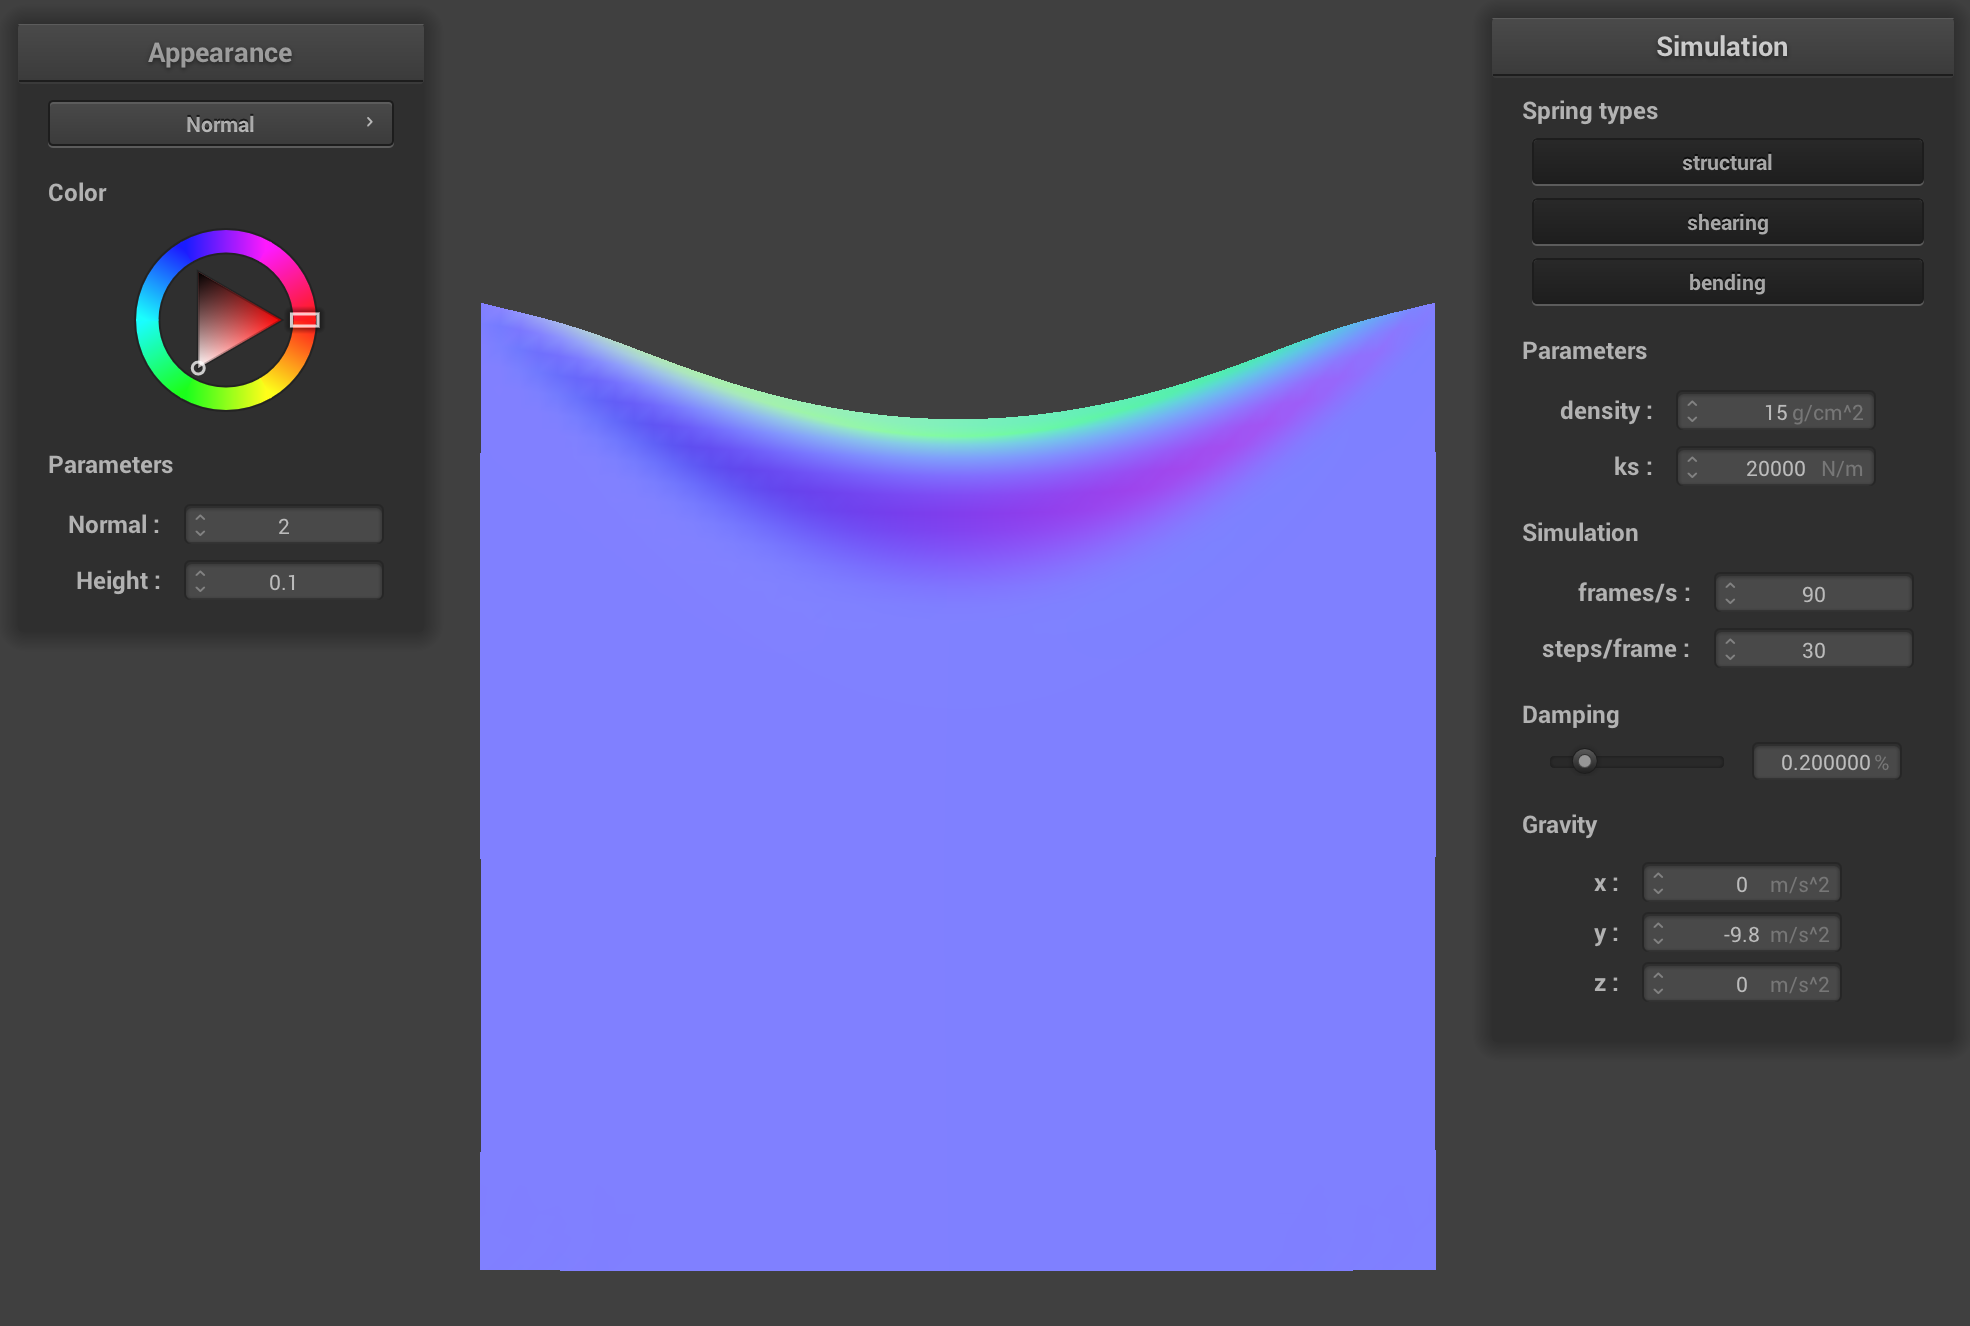 Appearance
Normal
Color
Parameters
Normal : 2
Height : 0.1
Simulation
Spring types
structural
shearing
bending
Parameters
density : 15 g/cm^2
ks : 20000 N/m
Simulation
frames/s : 90
steps/frame : 30
Damping
0.200000 %
Gravity
x : 0 m/s^2
y : -9.8 m/s^2
z : 0 m/s^2